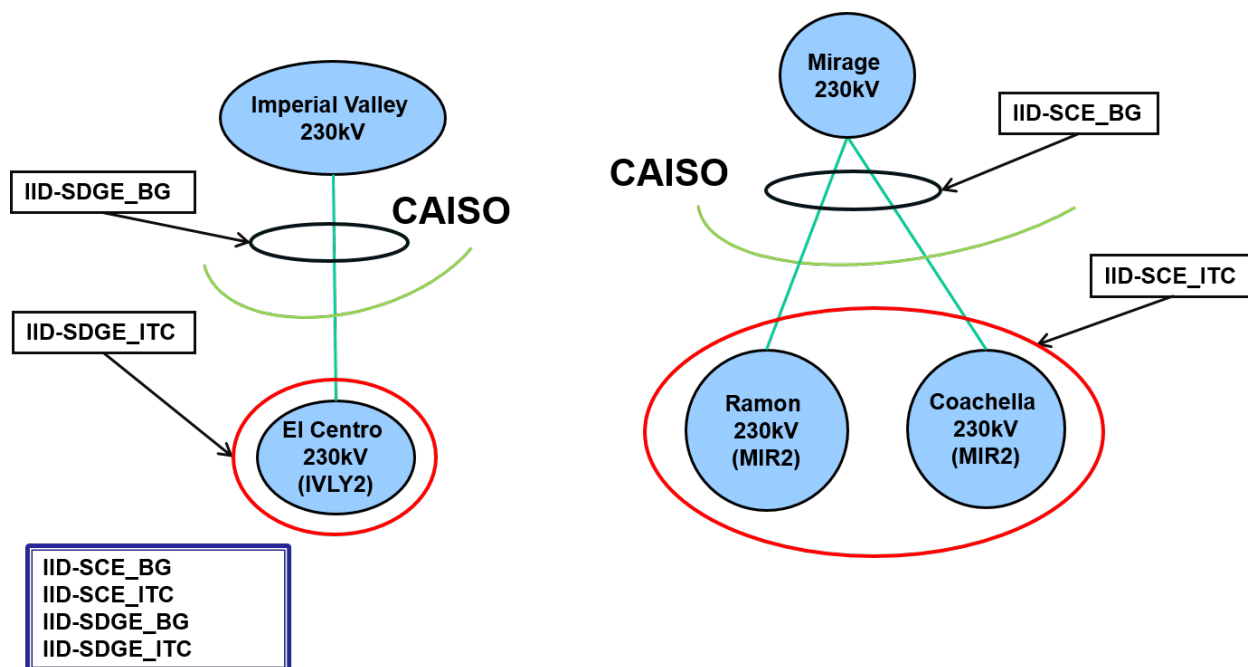 Imperial Valley
230kV
IID-SDGE_BG
CAISO
IID-SDGE_ITC
El Centro
230kV
(IVLY2)
Mirage
230kV
IID-SCE_BG
CAISO
IID-SCE_ITC
Ramon
230kV
(MIR2)
Coachella
230kV
(MIR2)
IID-SCE_BG
IID-SCE_ITC
IID-SDGE_BG
IID-SDGE_ITC